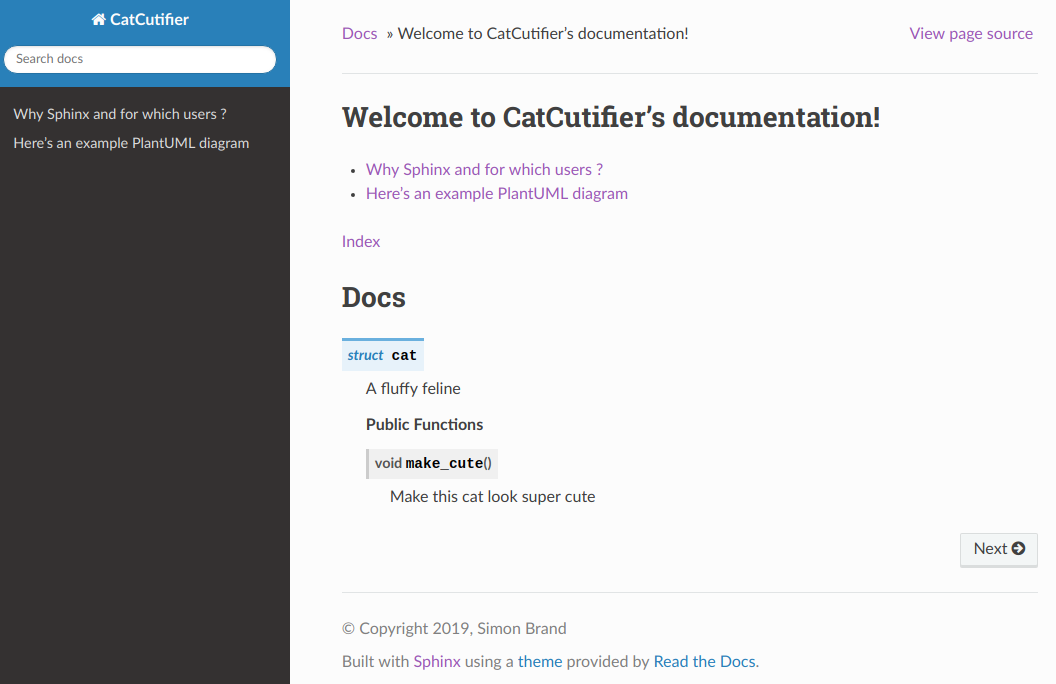 CatCutifier
Search docs
Why Sphinx and for which users ?
Here's an example PlantUML diagram
Docs » Welcome to CatCutifier's documentation!
View page source
Welcome to CatCutifier's documentation!
• Why Sphinx and for which users ?
• Here's an example PlantUML diagram
Index
Docs
struct cat
A fluffy feline
Public Functions
void make_cute()
Make this cat look super cute
Next
© Copyright 2019, Simon Brand
Built with Sphinx using a theme provided by Read the Docs.